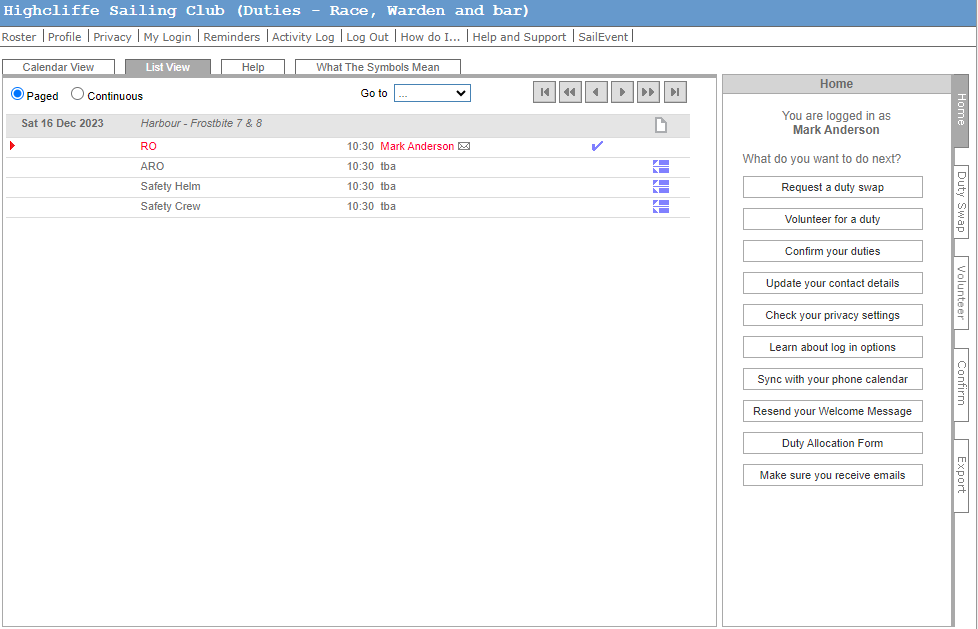 Highcliffe Sailing Club (Duties - Race, Warden and bar)
Roster | Profile | Privacy | My Login | Reminders | Activity Log | Log Out | How do I... | Help and Support | SailEvent |
Calendar View List View Help What The Symbols Mean
Paged Continuous Go to ...
Sat 16 Dec 2023 Harbour - Frostbite 7 & 8
RO 10:30 Mark Anderson
ARO 10:30 tba
Safety Helm 10:30 tba
Safety Crew 10:30 tba
Home
You are logged in as
Mark Anderson
What do you want to do next?
Request a duty swap
Volunteer for a duty
Confirm your duties
Update your contact details
Check your privacy settings
Learn about log in options
Sync with your phone calendar
Resend your Welcome Message
Duty Allocation Form
Make sure you receive emails
Home
Duty Swap
Volunteer
Confirm
Export